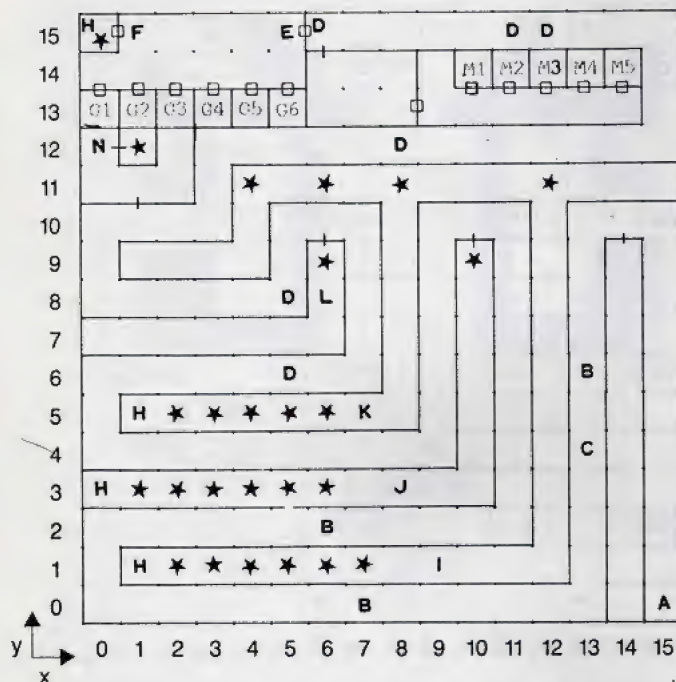 15 H F E D D D
14 M1 M2 M3 M4 M5
13 G1 G2 G3 G4 G5 G6
12 N D
11
10
9
8 D L
7
6 D B
5 H K
4 C
3 H J
2 B
1 H I
0 B A
y 0 1 2 3 4 5 6 7 8 9 10 11 12 13 14 15
x